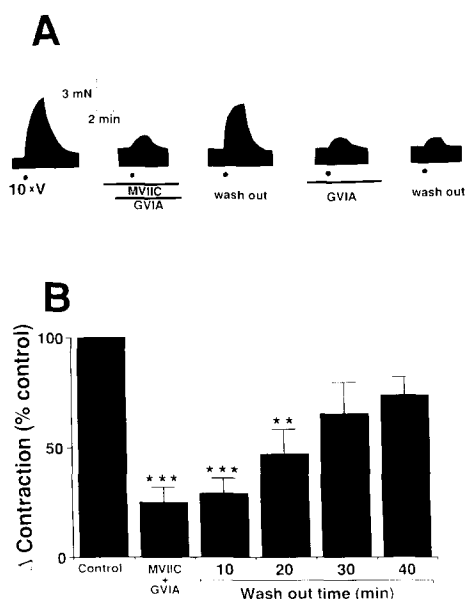 A
3 mN
2 min
10 xV
MVIIC
GVIA
wash out
GVIA
wash out
B
Δ Contraction (% control)
100
50
0
***
***
**
Control
MVIIC
+
GVIA
10 20 30 40
Wash out time (min)